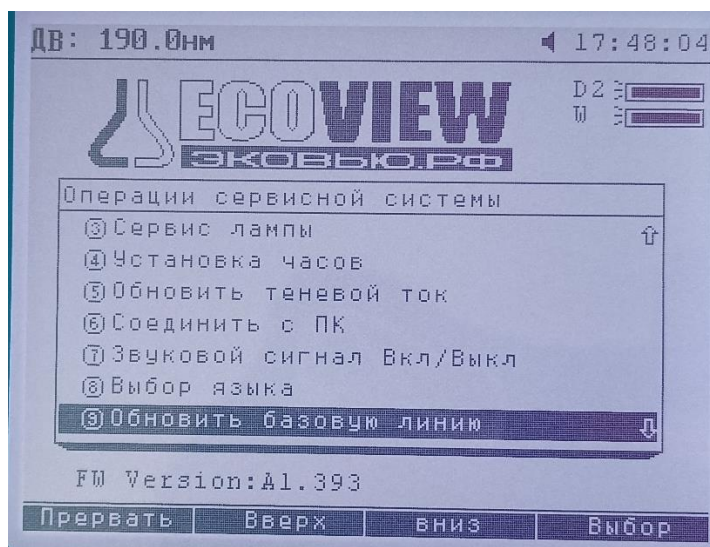 ДВ: 190.0нм 17:48:04
ECOVIEW
ЭКОВЬЮ.РФ
D2
W
Операции сервисной системы
③Сервис лампы
④Установка часов
⑤Обновить теневой ток
⑥Соединить с ПК
⑦Звуковой сигнал Вкл/Выкл
⑧Выбор языка
⑨Обновить базовую линию
FW Version:A1.393
Прервать Вверх вниз Выбор